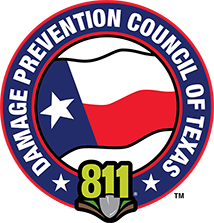 DAMAGE PREVENTION COUNCIL OF TEXAS
811
TM